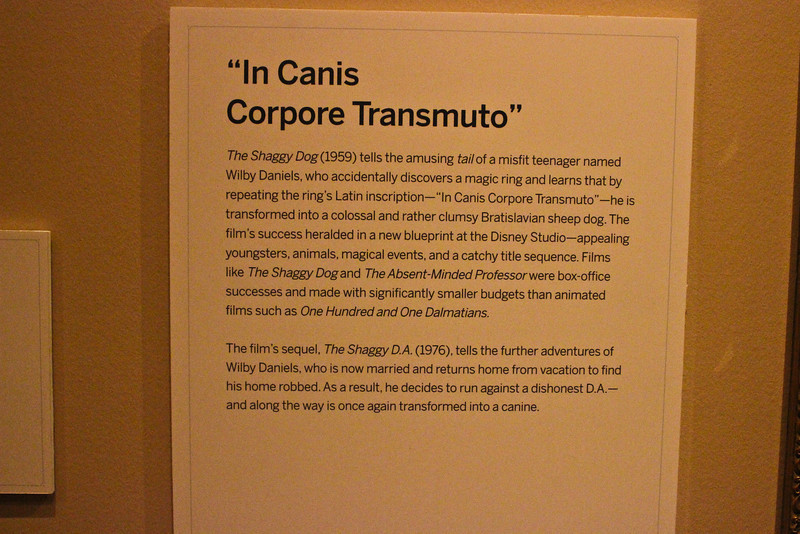 “In Canis
Corpore Transmuto”
The Shaggy Dog (1959) tells the amusing tail of a misfit teenager named
Wilby Daniels, who accidentally discovers a magic ring and learns that by
repeating the ring’s Latin inscription—“In Canis Corpore Transmuto”—he is
transformed into a colossal and rather clumsy Bratislavian sheep dog. The
film’s success heralded in a new blueprint at the Disney Studio—appealing
youngsters, animals, magical events, and a catchy title sequence. Films
like The Shaggy Dog and The Absent-Minded Professor were box-office
successes and made with significantly smaller budgets than animated
films such as One Hundred and One Dalmatians.
The film’s sequel, The Shaggy D.A. (1976), tells the further adventures of
Wilby Daniels, who is now married and returns home from vacation to find
his home robbed. As a result, he decides to run against a dishonest D.A.—
and along the way is once again transformed into a canine.